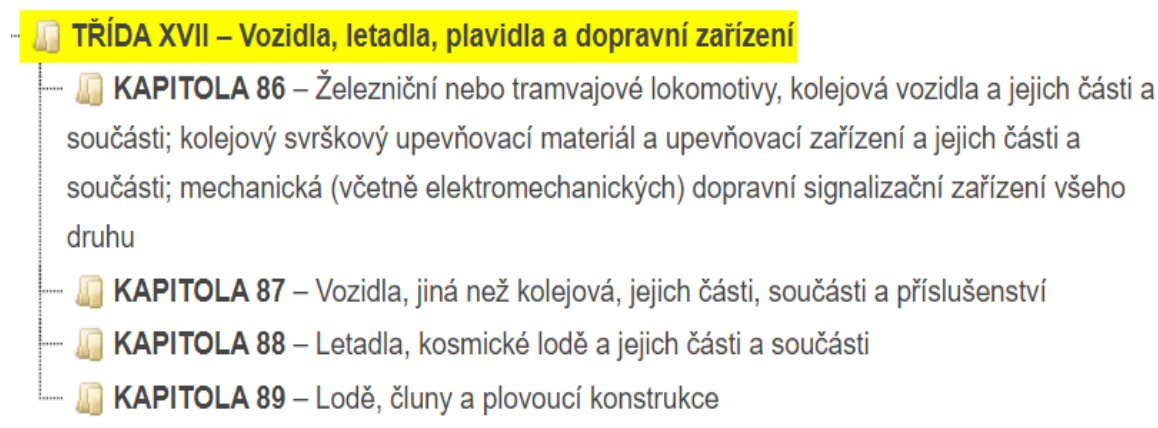 TŘÍDA XVII – Vozidla, letadla, plavidla a dopravní zařízení
KAPITOLA 86 – Železniční nebo tramvajové lokomotivy, kolejová vozidla a jejich části a
součásti; kolejový svrškový upevňovací materiál a upevňovací zařízení a jejich části a
součásti; mechanická (včetně elektromechanických) dopravní signalizační zařízení všeho
druhu
KAPITOLA 87 – Vozidla, jiná než kolejová, jejich části, součásti a příslušenství
KAPITOLA 88 – Letadla, kosmické lodě a jejich části a součásti
KAPITOLA 89 – Lodě, čluny a plovoucí konstrukce